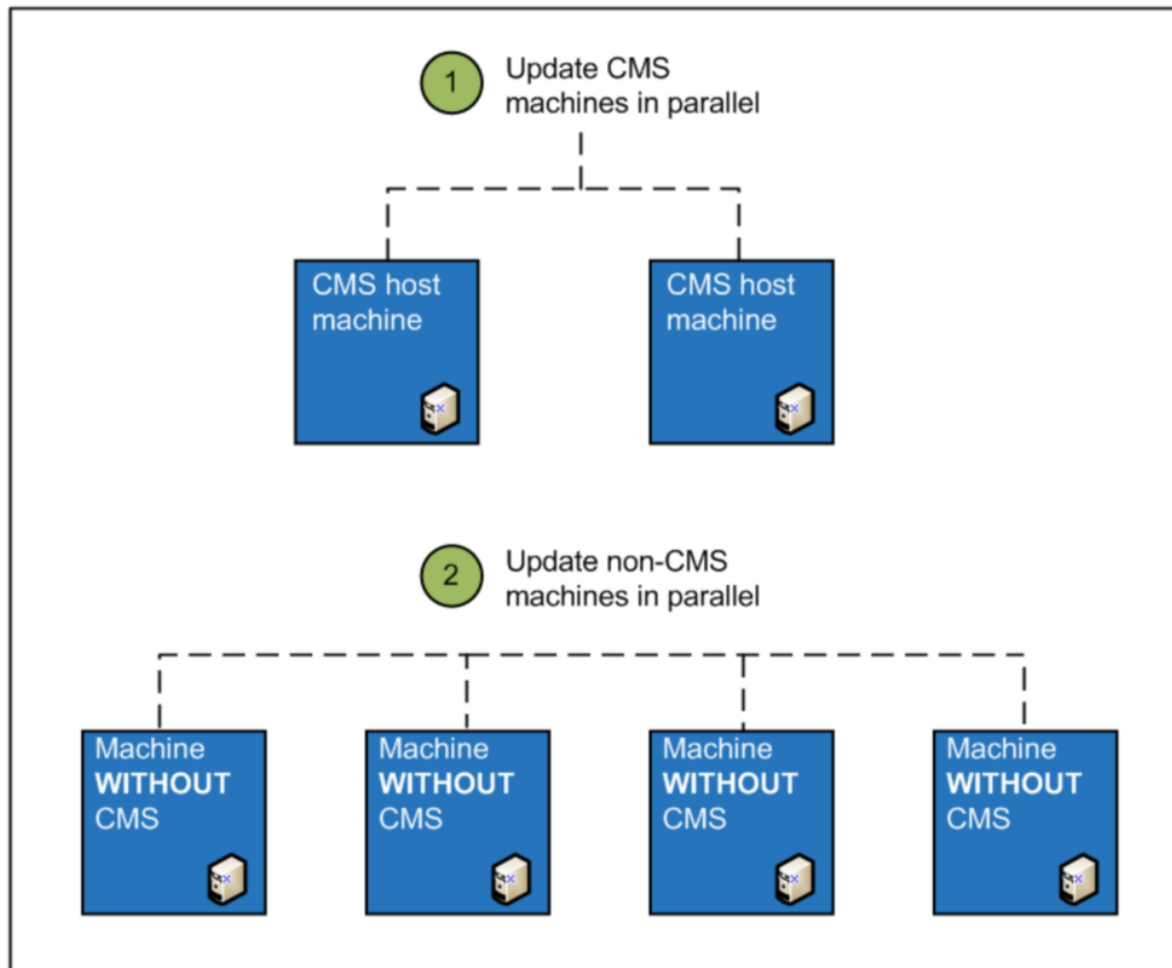 1
Update CMS
machines in parallel
CMS host
machine
CMS host
machine
2
Update non-CMS
machines in parallel
Machine
WITHOUT
CMS
Machine
WITHOUT
CMS
Machine
WITHOUT
CMS
Machine
WITHOUT
CMS